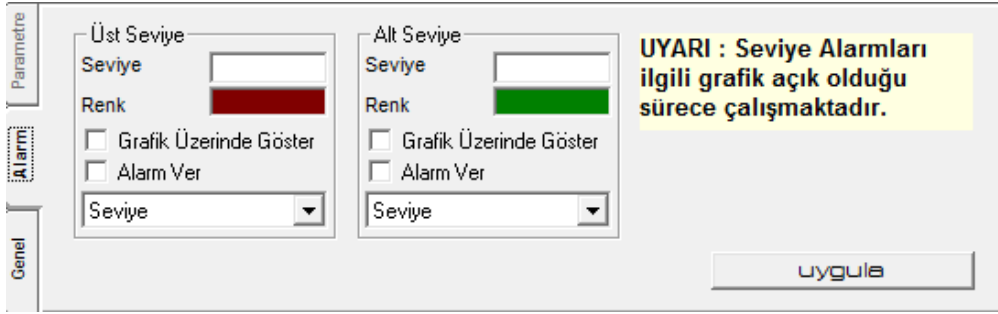 Parametre
Alarm
Genel
Üst Seviye
Seviye
Renk
Grafik Üzerinde Göster
Alarm Ver
Seviye
Alt Seviye
Seviye
Renk
Grafik Üzerinde Göster
Alarm Ver
Seviye
UYARI : Seviye Alarmları
ilgili grafik açık olduğu
sürece çalışmaktadır.
uygula